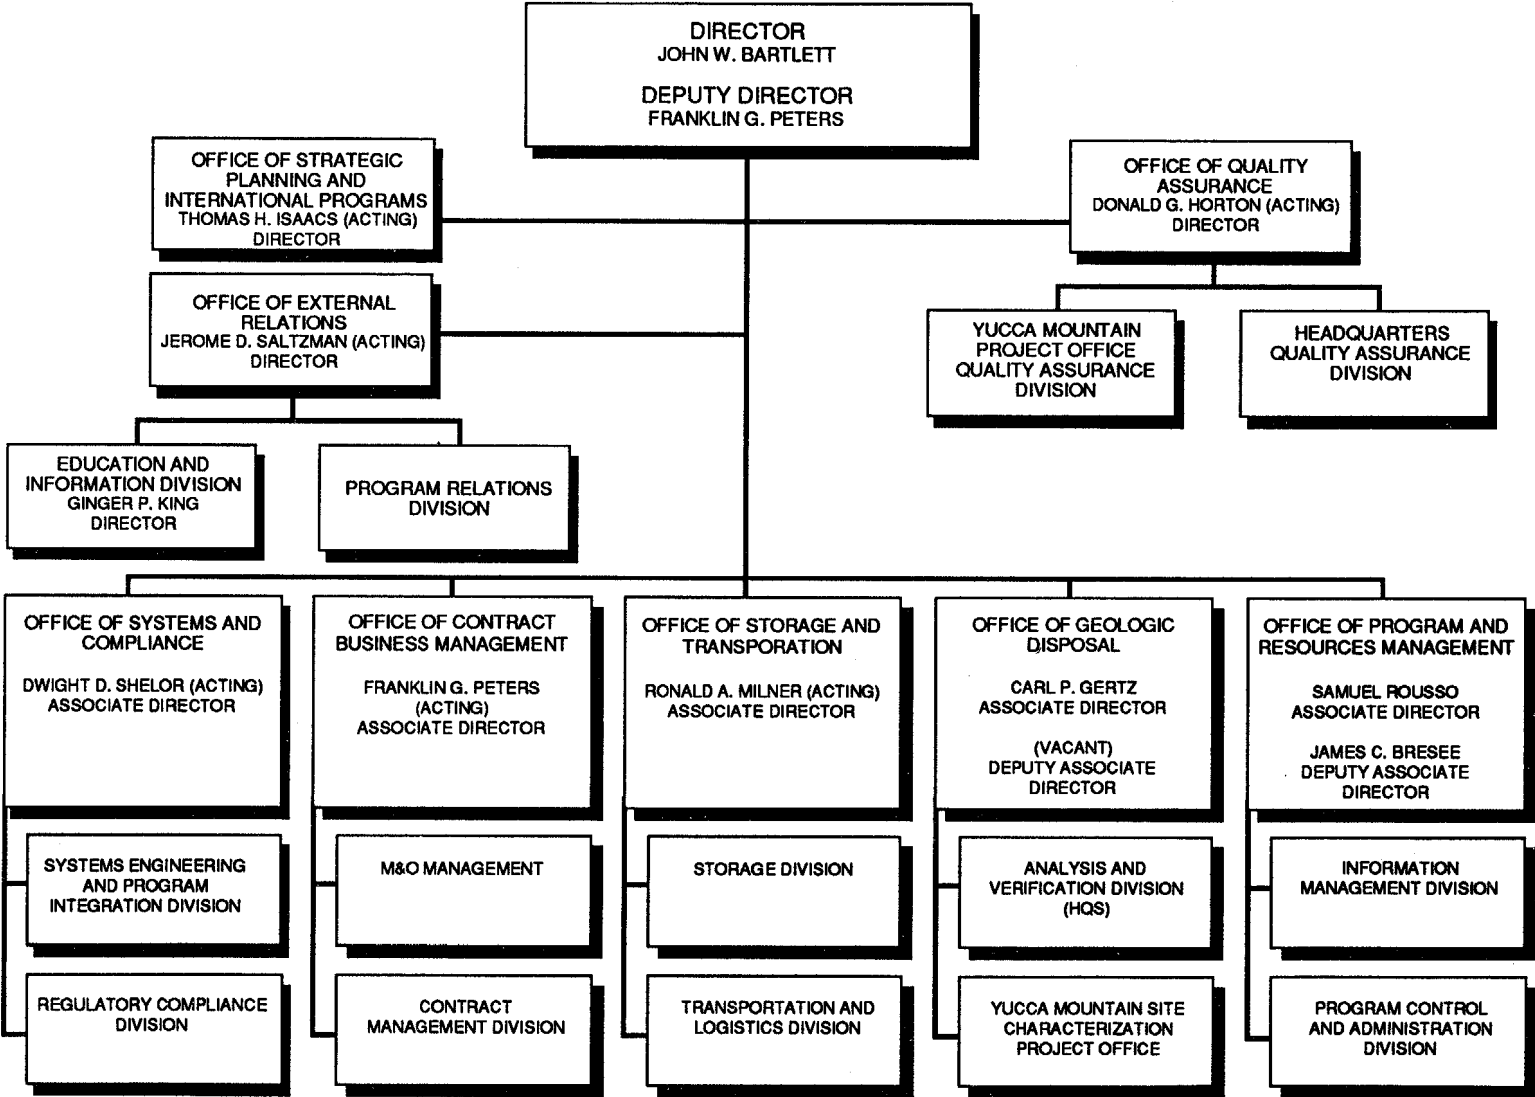 DIRECTOR
JOHN W. BARTLETT
DEPUTY DIRECTOR
FRANKLIN G. PETERS
OFFICE OF STRATEGIC
PLANNING AND
INTERNATIONAL PROGRAMS
THOMAS H. ISAACS (ACTING)
DIRECTOR
OFFICE OF QUALITY
ASSURANCE
DONALD G. HORTON (ACTING)
DIRECTOR
OFFICE OF EXTERNAL
RELATIONS
JEROME D. SALTZMAN (ACTING)
DIRECTOR
YUCCA MOUNTAIN
PROJECT OFFICE
QUALITY ASSURANCE
DIVISION
HEADQUARTERS
QUALITY ASSURANCE
DIVISION
EDUCATION AND
INFORMATION DIVISION
GINGER P. KING
DIRECTOR
PROGRAM RELATIONS
DIVISION
OFFICE OF SYSTEMS AND
COMPLIANCE
DWIGHT D. SHELOR (ACTING)
ASSOCIATE DIRECTOR
OFFICE OF CONTRACT
BUSINESS MANAGEMENT
FRANKLIN G. PETERS
(ACTING)
ASSOCIATE DIRECTOR
OFFICE OF STORAGE AND
TRANSPORATION
RONALD A. MILNER (ACTING)
ASSOCIATE DIRECTOR
OFFICE OF GEOLOGIC
DISPOSAL
CARL P. GERTZ
ASSOCIATE DIRECTOR
(VACANT)
DEPUTY ASSOCIATE
DIRECTOR
OFFICE OF PROGRAM AND
RESOURCES MANAGEMENT
SAMUEL ROUSSO
ASSOCIATE DIRECTOR
JAMES C. BRESEE
DEPUTY ASSOCIATE
DIRECTOR
SYSTEMS ENGINEERING
AND PROGRAM
INTEGRATION DIVISION
M&O MANAGEMENT
STORAGE DIVISION
ANALYSIS AND
VERIFICATION DIVISION
(HQS)
INFORMATION
MANAGEMENT DIVISION
REGULATORY COMPLIANCE
DIVISION
CONTRACT
MANAGEMENT DIVISION
TRANSPORTATION AND
LOGISTICS DIVISION
YUCCA MOUNTAIN SITE
CHARACTERIZATION
PROJECT OFFICE
PROGRAM CONTROL
AND ADMINISTRATION
DIVISION